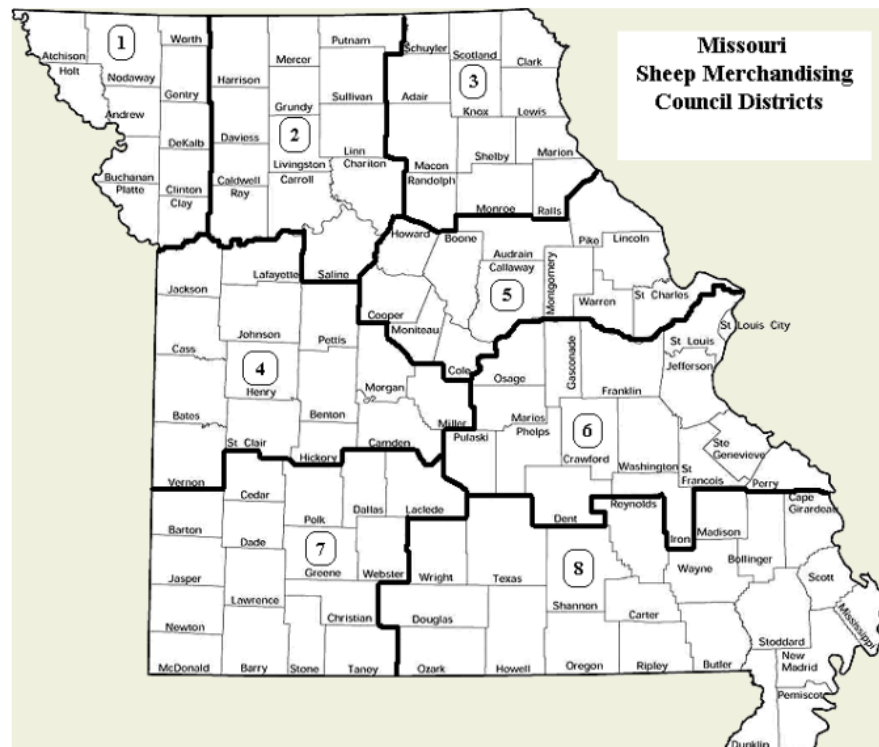 Missouri
Sheep Merchandising
Council Districts
1
Atchison
Holt
Nodaway
Worth
Gentry
Andrew
DeKalb
Buchanan
Platte
Clinton
Clay
2
Harrison
Mercer
Putnam
Grundy
Sullivan
Daviess
Livingston
Linn
Chariton
Caldwell
Ray
Carroll
Saline
3
Schuyler
Scotland
Clark
Adair
Knox
Lewis
Macon
Randolph
Shelby
Marion
Monroe
Ralls
4
Jackson
Lafayette
Johnson
Pettis
Cass
Henry
Morgan
Bates
Benton
Miller
St Clair
Hickory
Camden
Vernon
5
Howard
Boone
Audrain
Callaway
Pike
Lincoln
Montgomery
Warren
St Charles
Cooper
Moniteau
Cole
6
St Louis City
St Louis
Jefferson
Osage
Gasconade
Franklin
Maries
Phelps
Pulaski
Crawford
Washington
St
Francois
Ste
Genevieve
Perry
Dent
Iron
7
Cedar
Polk
Dallas
Laclede
Barton
Dade
Greene
Webster
Jasper
Lawrence
Christian
Newton
McDonald
Barry
Stone
Taney
8
Reynolds
Madison
Cape
Girardeau
Bollinger
Wayne
Wright
Texas
Shannon
Scott
Douglas
Carter
Mississippi
Stoddard
New
Madrid
Ozark
Howell
Oregon
Ripley
Butler
Pemiscot
Dunklin